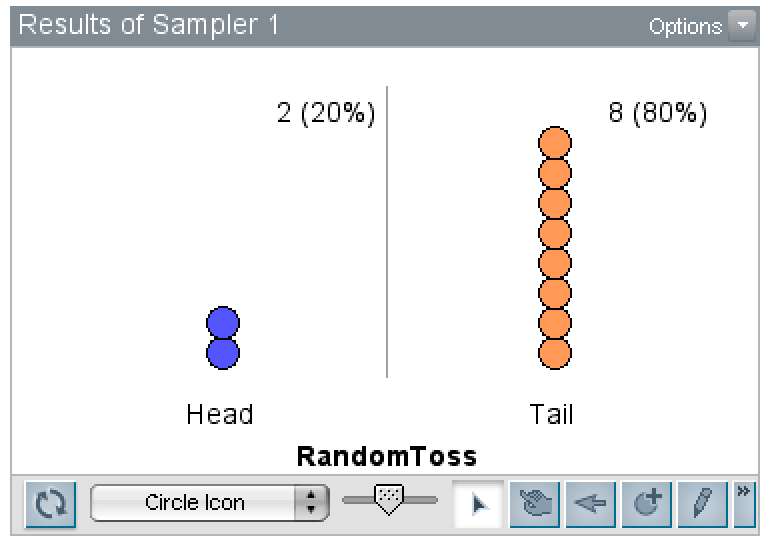 Results of Sampler 1 Options
2 (20%) 8 (80%)
Head Tail
RandomToss
Circle Icon »